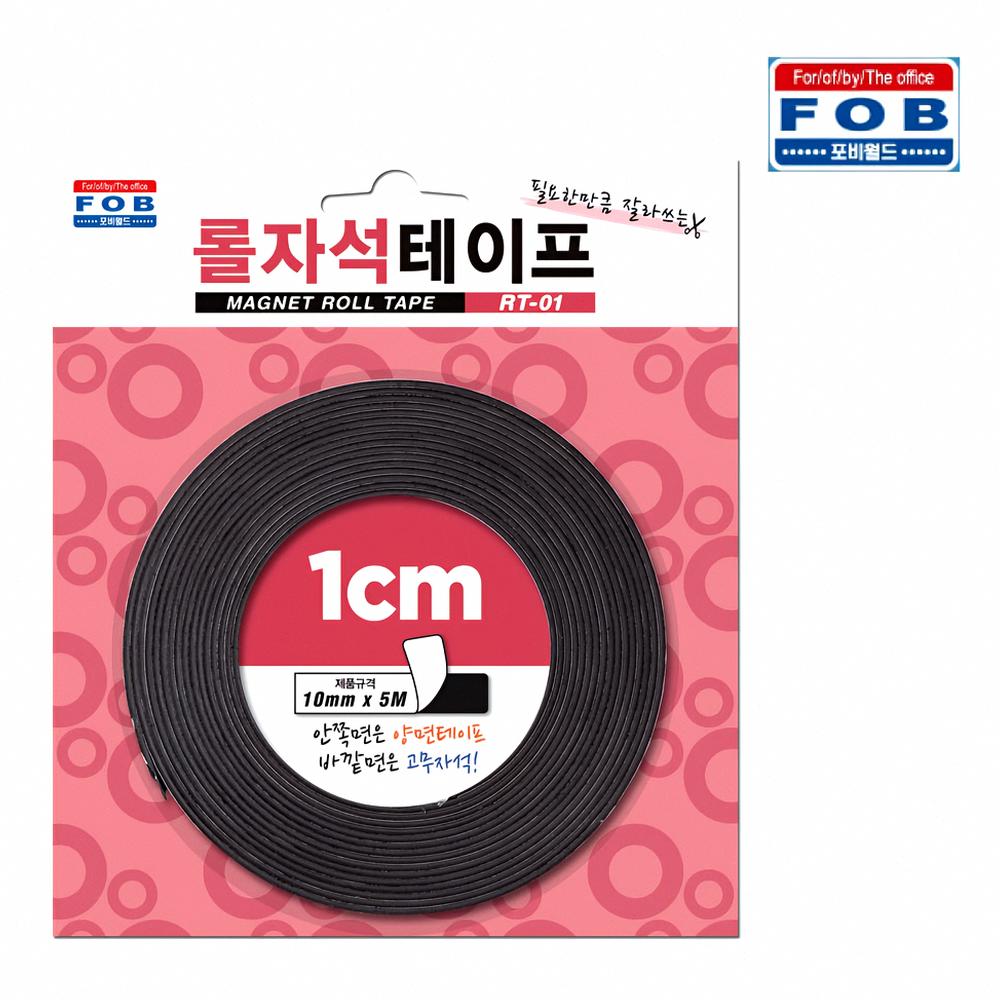 For/of/by/The office
FOB
포비월드
For/of/by/The office
FOB
포비월드
필요한만큼 잘라쓰는
롤자석테이프
MAGNET ROLL TAPE RT-01
1cm
제품규격
10mm x 5M
안쪽면은 양면테이프
바깥면은 고무자석!